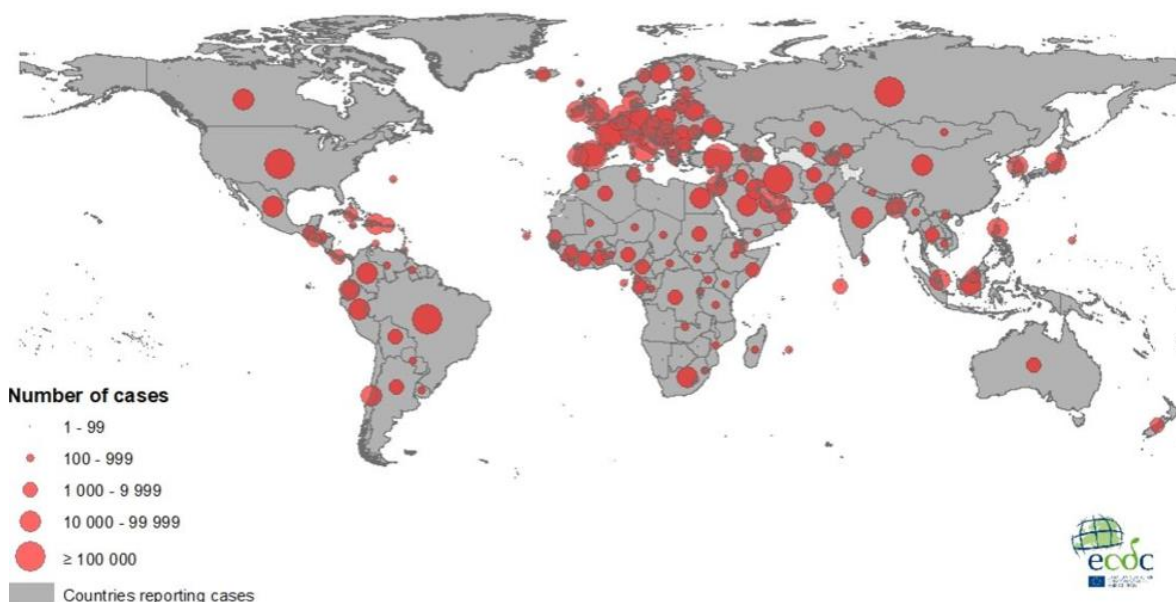 Number of cases
1 - 99
100 - 999
1 000 - 9 999
10 000 - 99 999
≥ 100 000
Countries reporting cases
ecdc